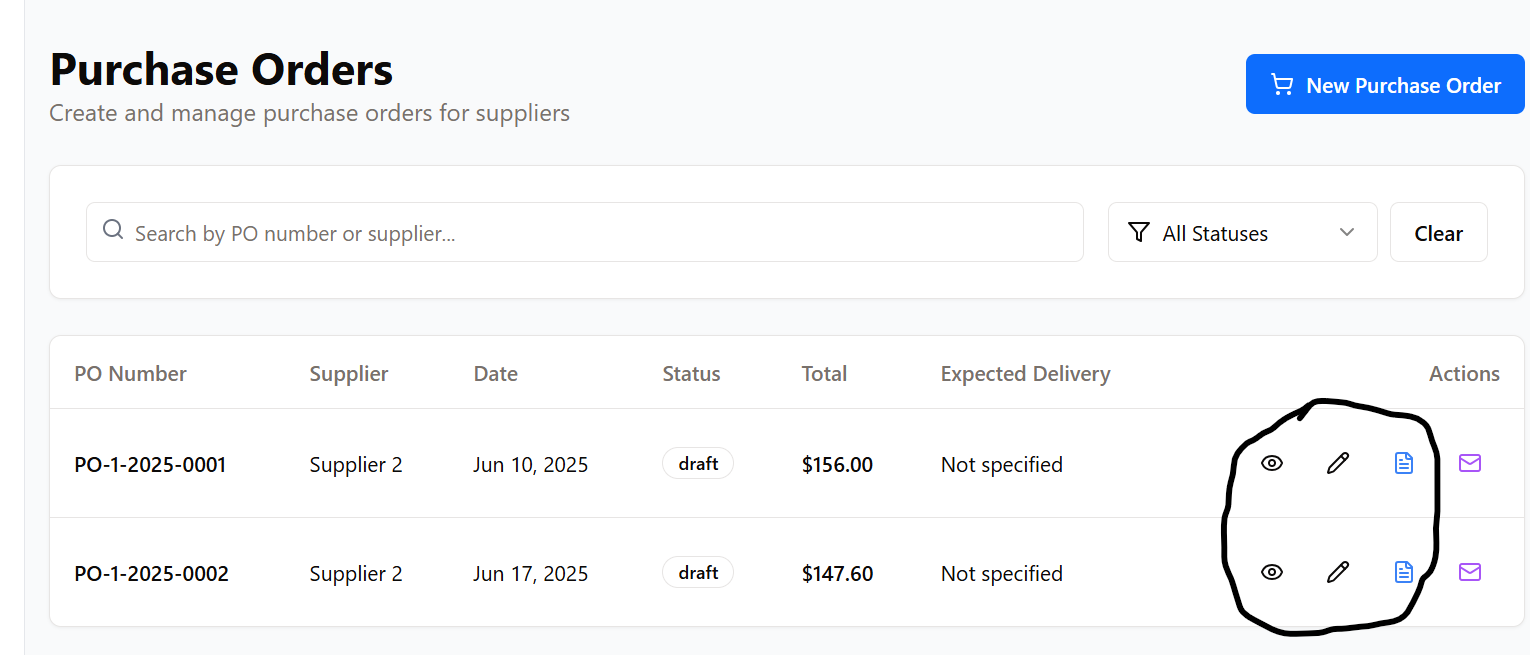 Purchase Orders
Create and manage purchase orders for suppliers
New Purchase Order
Search by PO number or supplier...
All Statuses
Clear
PO Number Supplier Date Status Total Expected Delivery Actions
PO-1-2025-0001 Supplier 2 Jun 10, 2025 draft $156.00 Not specified
PO-1-2025-0002 Supplier 2 Jun 17, 2025 draft $147.60 Not specified